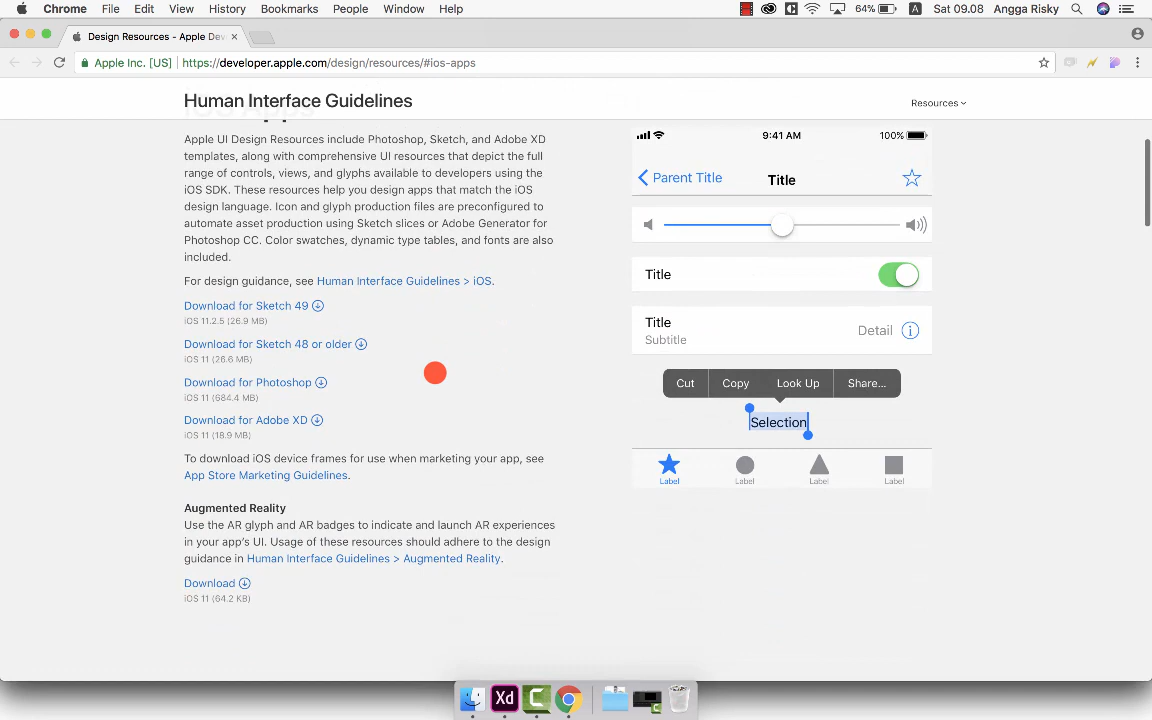 Chrome File Edit View History Bookmarks People Window Help
64% A Sat 09.08 Angga Risky
Design Resources - Apple Dev
Apple Inc. [US] https://developer.apple.com/design/resources/#ios-apps
Human Interface Guidelines
Resources
Apple UI Design Resources include Photoshop, Sketch, and Adobe XD
templates, along with comprehensive UI resources that depict the full
range of controls, views, and glyphs available to developers using the
iOS SDK. These resources help you design apps that match the iOS
design language. Icon and glyph production files are preconfigured to
automate asset production using Sketch slices or Adobe Generator for
Photoshop CC. Color swatches, dynamic type tables, and fonts are also
included.
For design guidance, see Human Interface Guidelines > iOS.
Download for Sketch 49
iOS 11.2.5 (26.9 MB)
Download for Sketch 48 or older
iOS 11 (26.6 MB)
Download for Photoshop
iOS 11 (684.4 MB)
Download for Adobe XD
iOS 11 (18.9 MB)
To download iOS device frames for use when marketing your app, see
App Store Marketing Guidelines.
Augmented Reality
Use the AR glyph and AR badges to indicate and launch AR experiences
in your app's UI. Usage of these resources should adhere to the design
guidance in Human Interface Guidelines > Augmented Reality.
Download
iOS 11 (64.2 KB)
9:41 AM 100%
Parent Title Title
Title
Title
Subtitle
Detail
Cut Copy Look Up Share...
Selection
Label Label Label Label
Xd